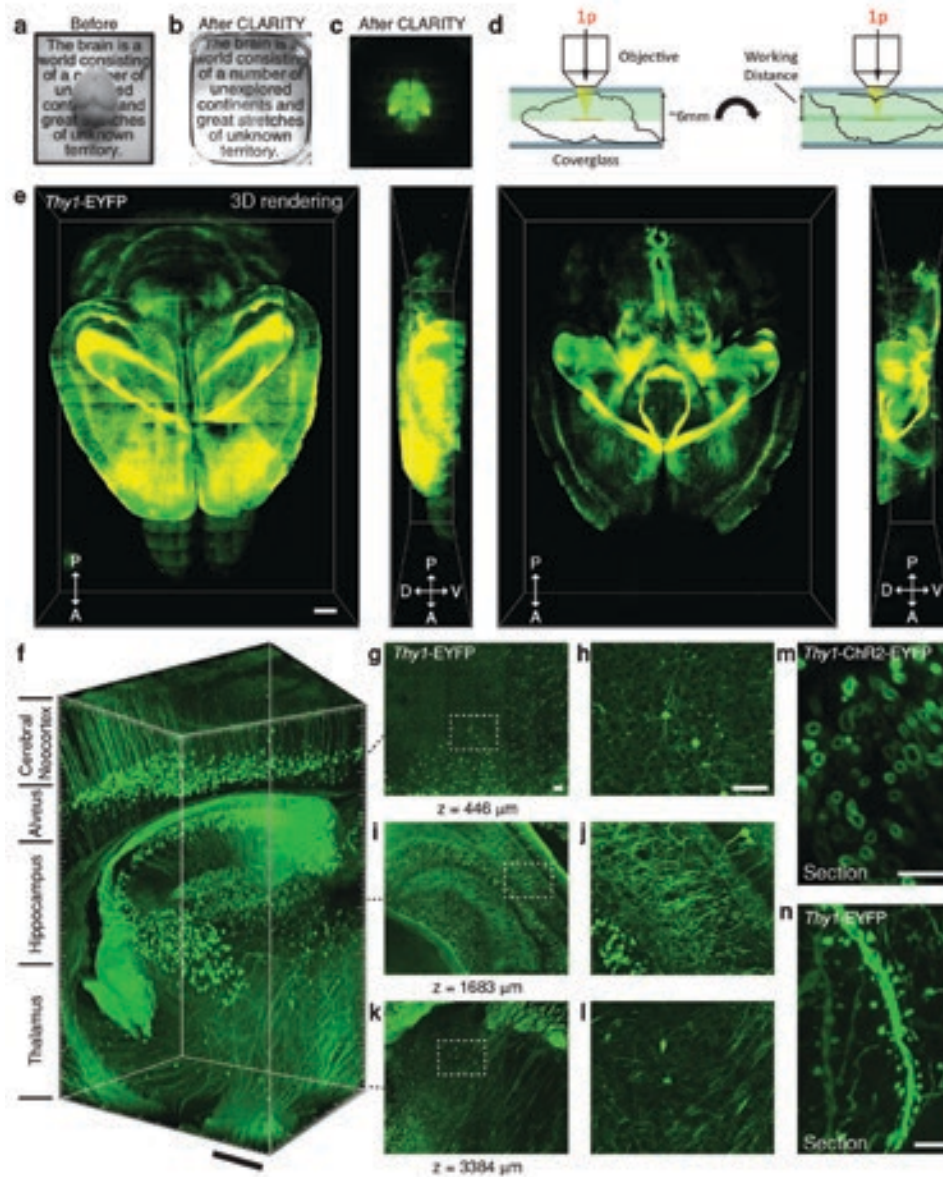 a
Before
The brain is a
world consisting
of a number of
continents and
great stretches
of unknown
territory.
b
After CLARITY
The brain is a
world consisting
of a number of
unexplored
continents and
great stretches
of unknown
territory.
c
After CLARITY
d
1p
Objective
~6mm
Coverglass
1p
Working
Distance
e
Thy1-EYFP
3D rendering
P
A
P
D
V
A
P
A
P
D
V
A
f
Cerebral
Neocortex
Alveus
Hippocampus
Thalamus
g
Thy1-EYFP
z = 446 µm
h
i
z = 1683 µm
j
k
z = 3384 µm
l
m
Thy1-ChR2-EYFP
Section
n
Thy1-EYFP
Section